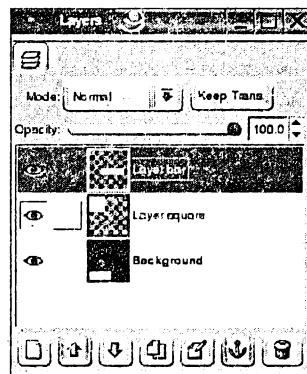 Layers
Mode: Normal Keep Trans.
Opacity: 100.0
Layer bar
Layer square
Background